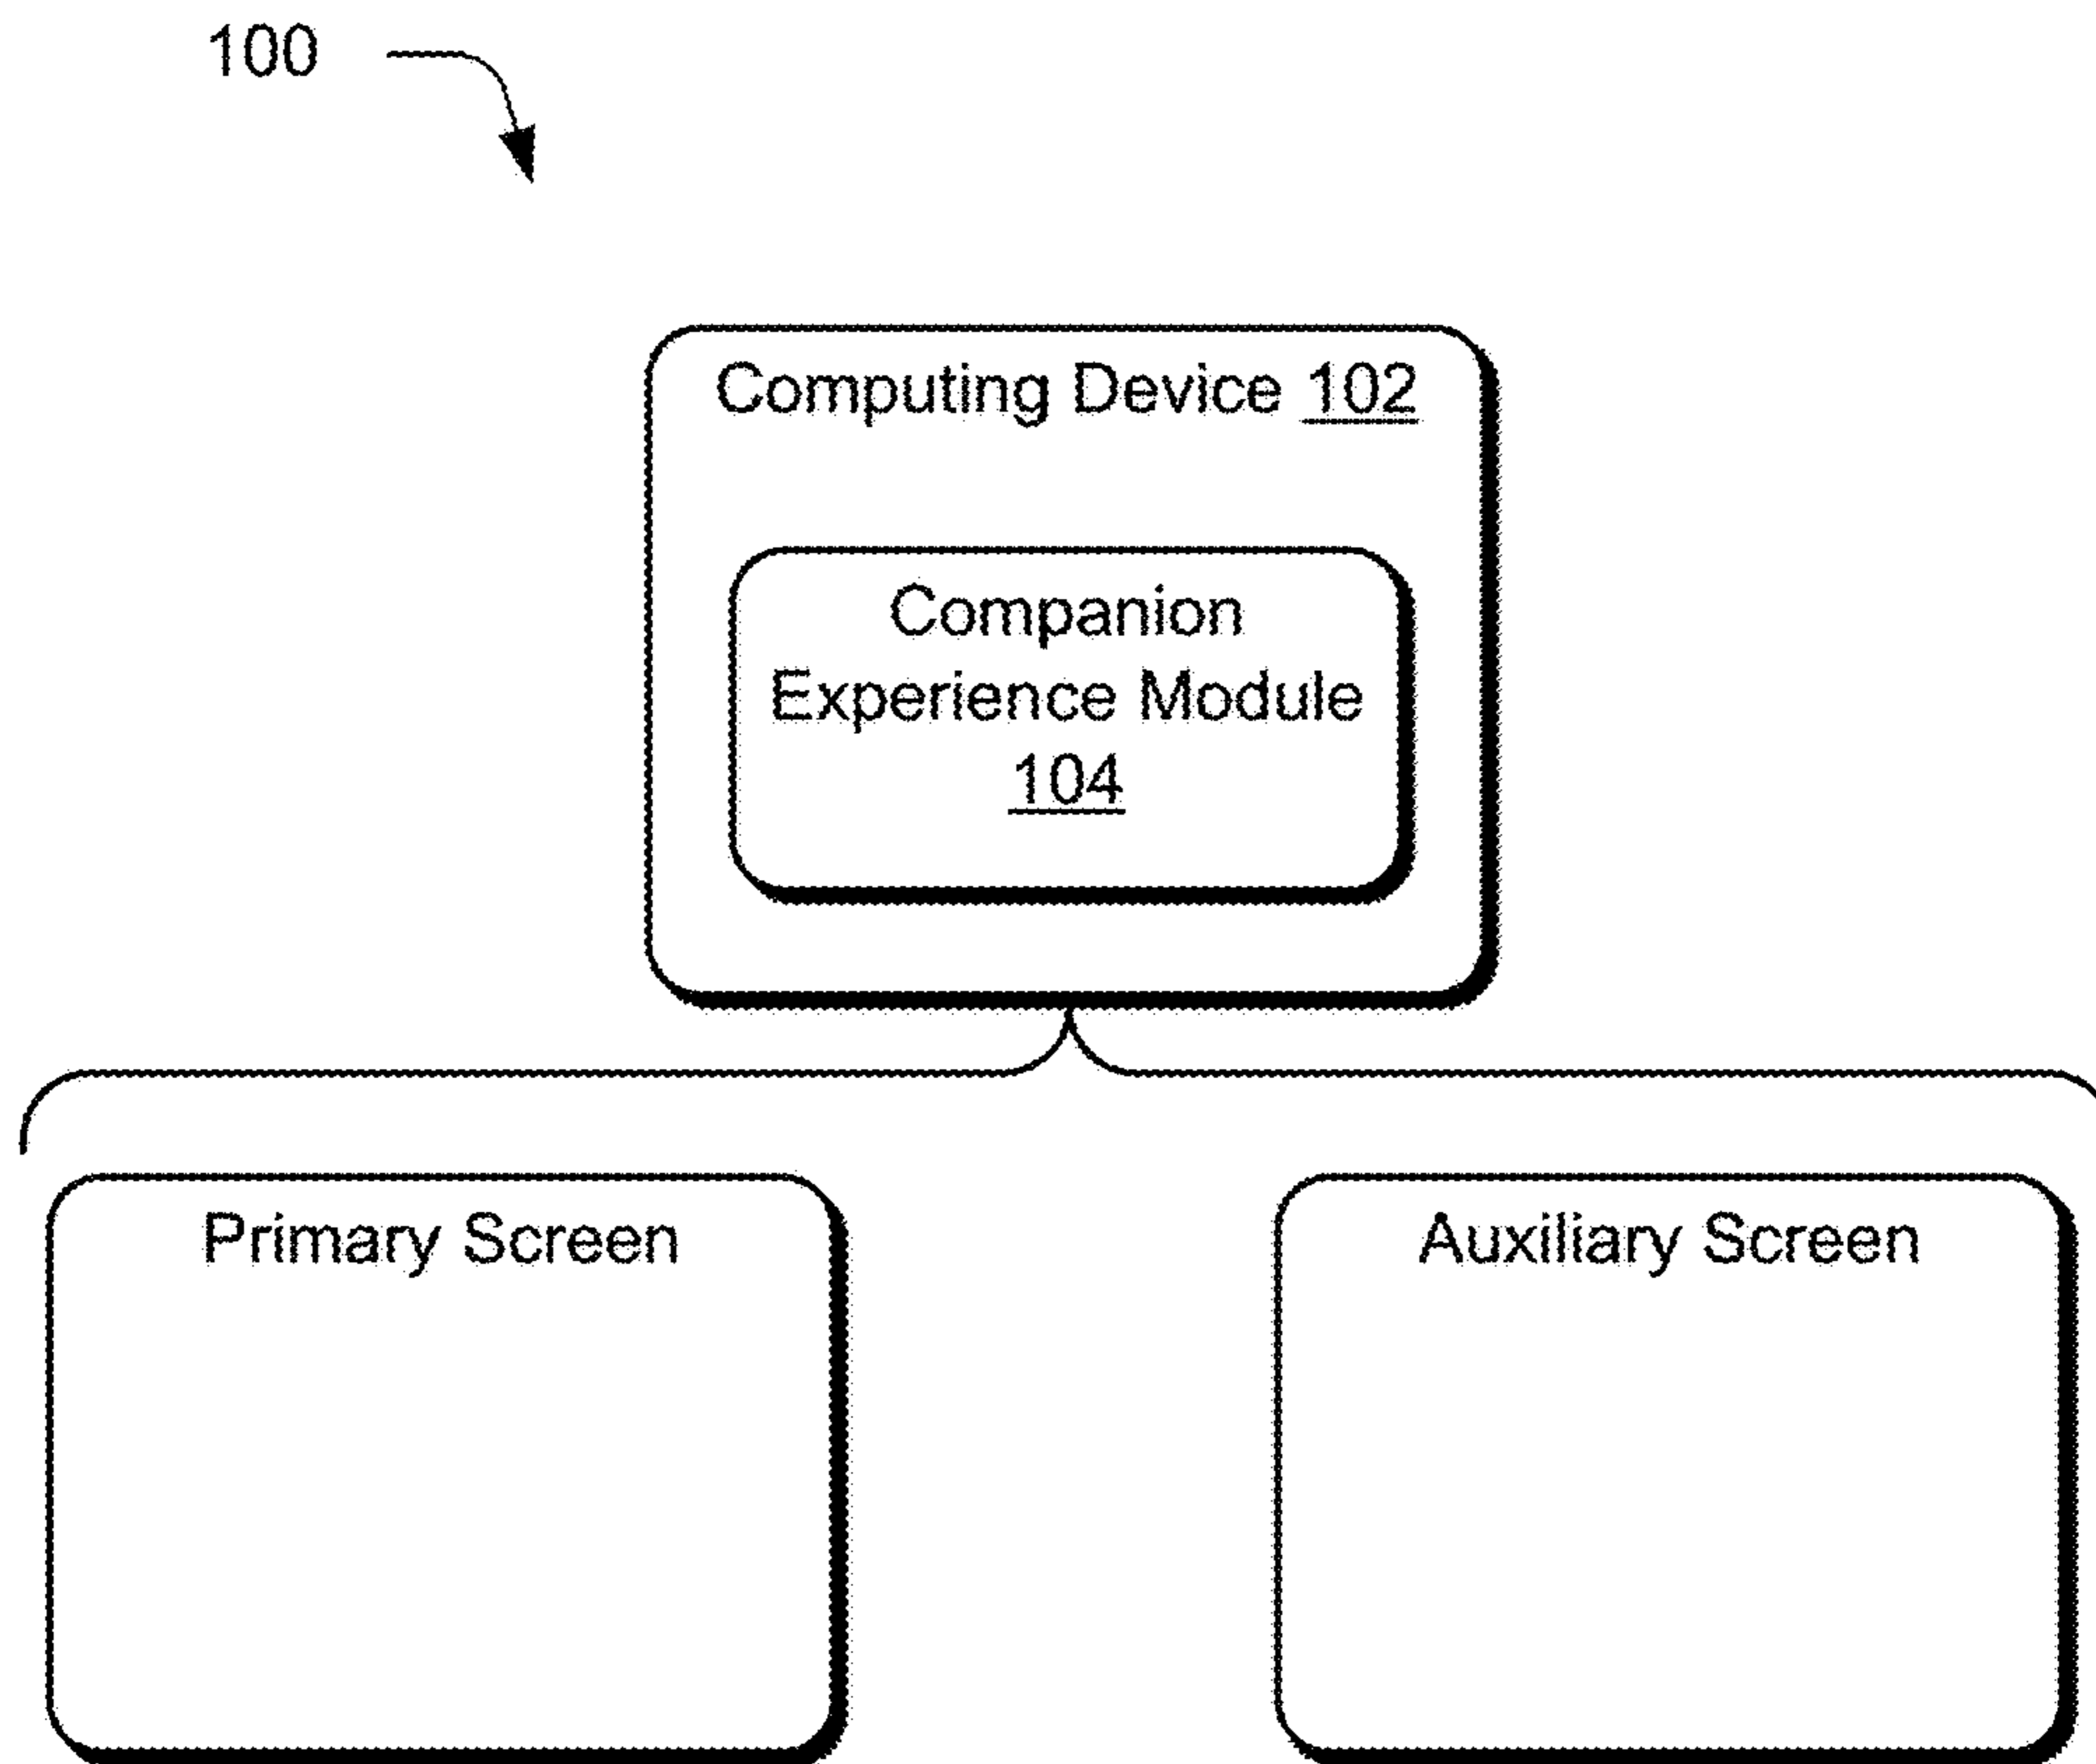 100
Computing Device 102
Companion
Experience Module
104
Primary Screen
Auxiliary Screen